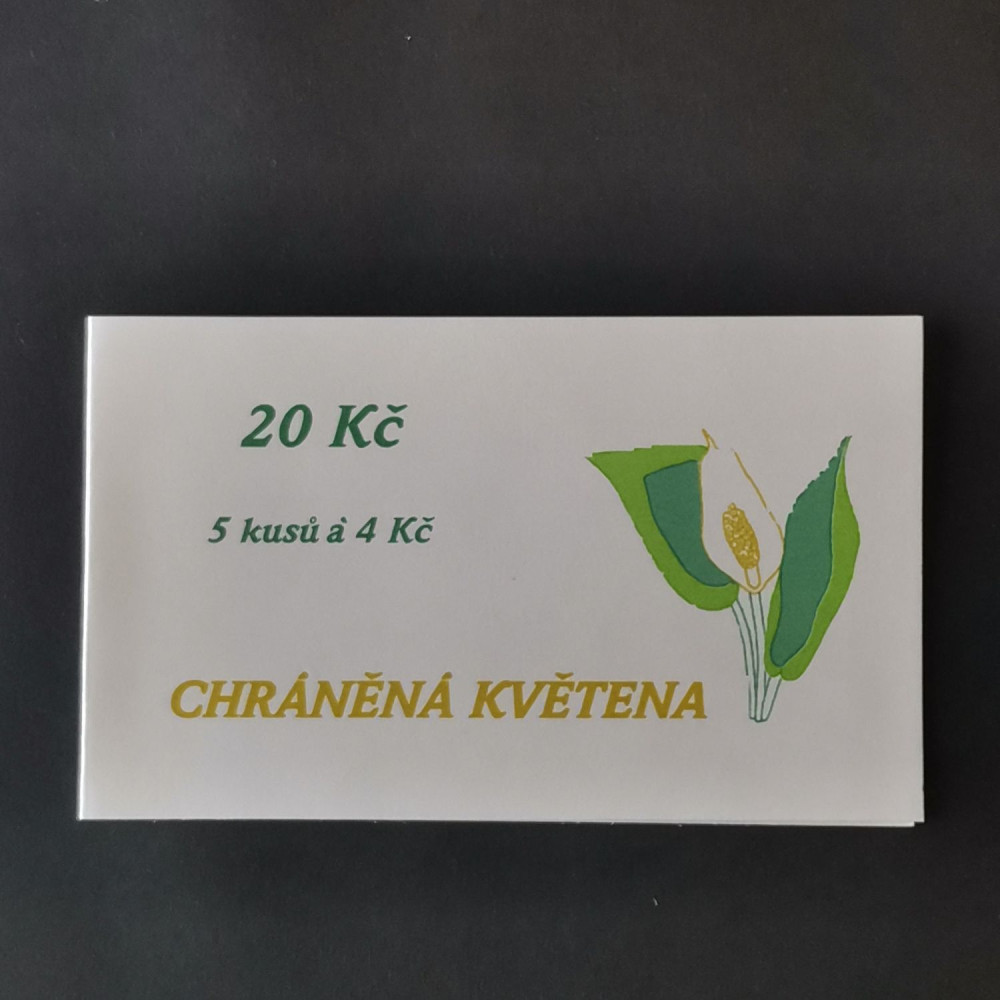 20 Kč
5 kusů à 4 Kč
CHRÁNĚNÁ KVĚTENA